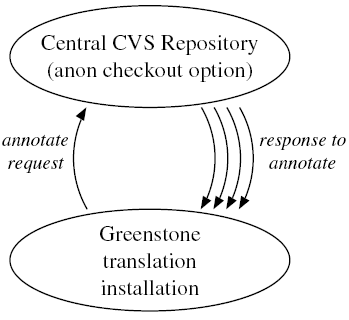 Central CVS Repository
(anon checkout option)
annotate
request
response to
annotate
Greenstone
translation
installation